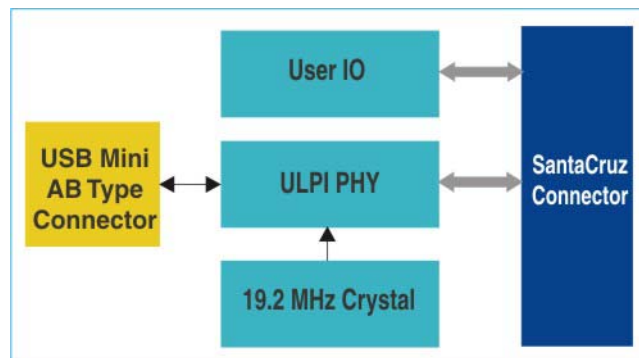 User IO
USB Mini
AB Type
Connector
ULPI PHY
SantaCruz
Connector
19.2 MHz Crystal